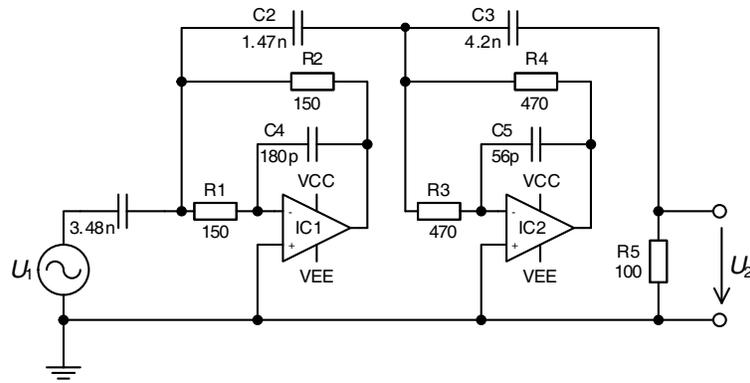 C2
1.47n
C3
4.2n
R2
150
R4
470
C4
180p
C5
56p
VCC
VCC
R1
150
R3
470
3.48n
-
+
IC1
-
+
IC2
VEE
VEE
U1
R5
100
U2